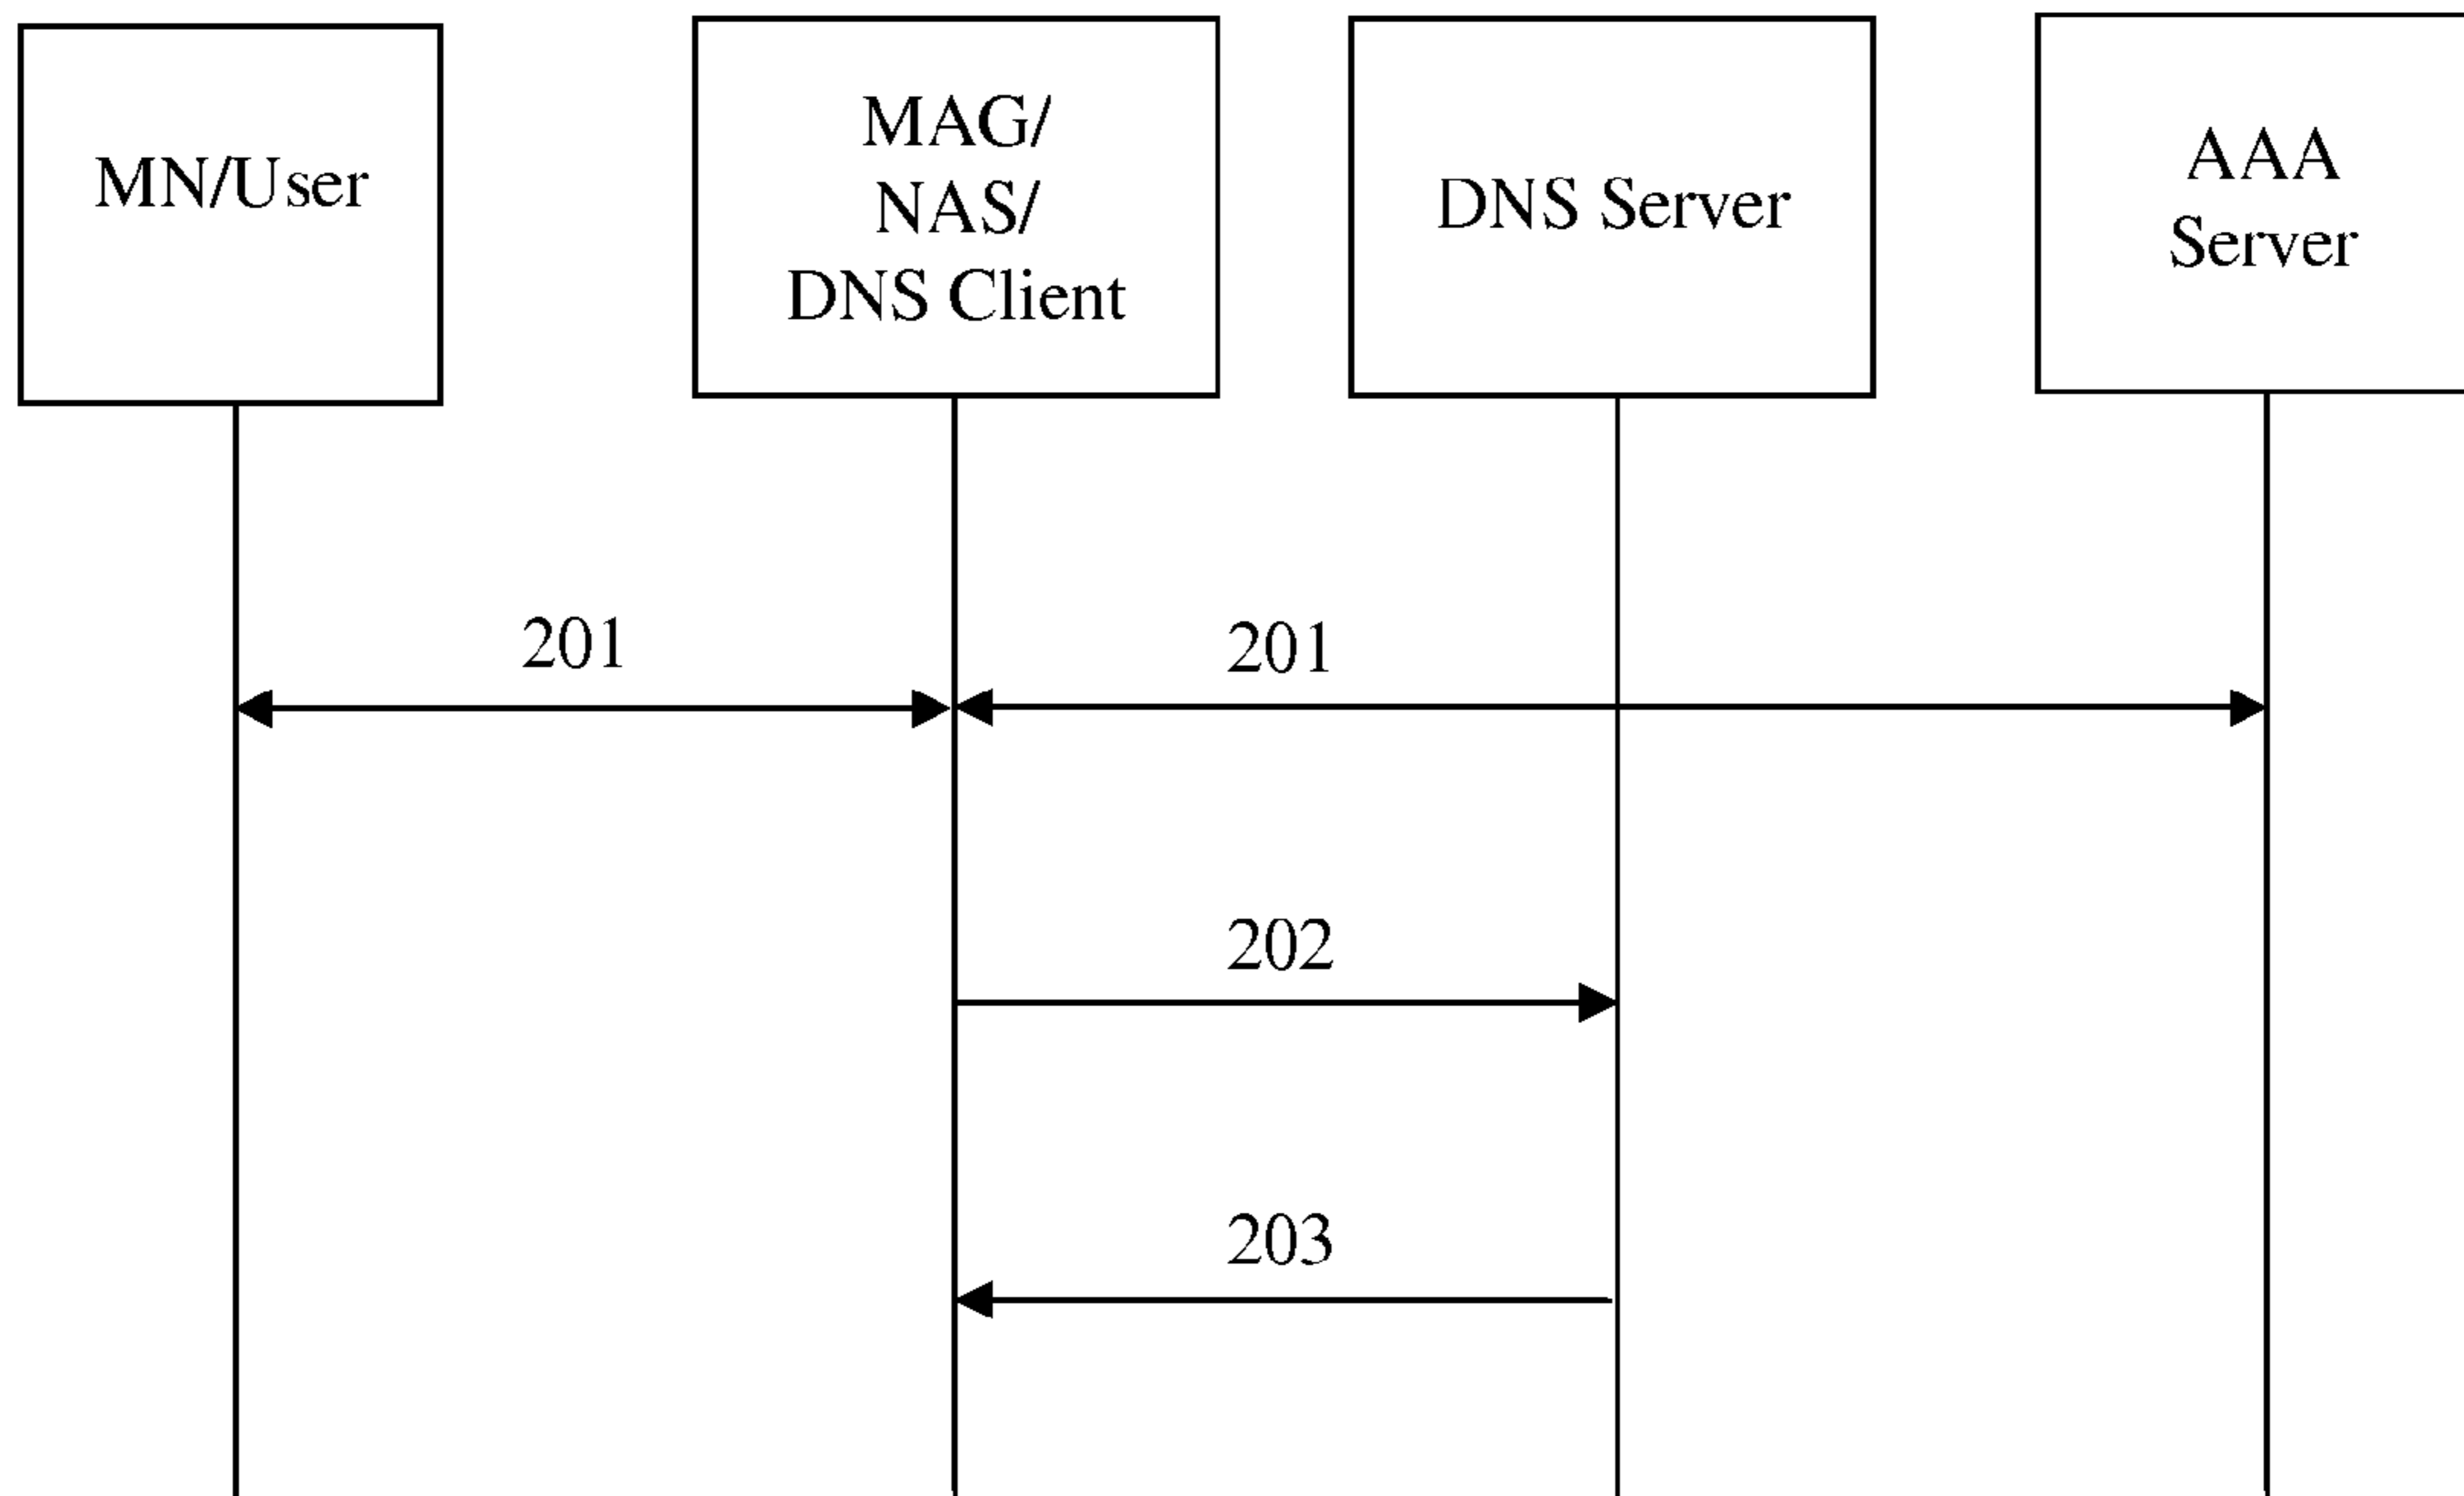 MN/User
MAG/
NAS/
DNS Client
DNS Server
AAA
Server
201
201
202
203